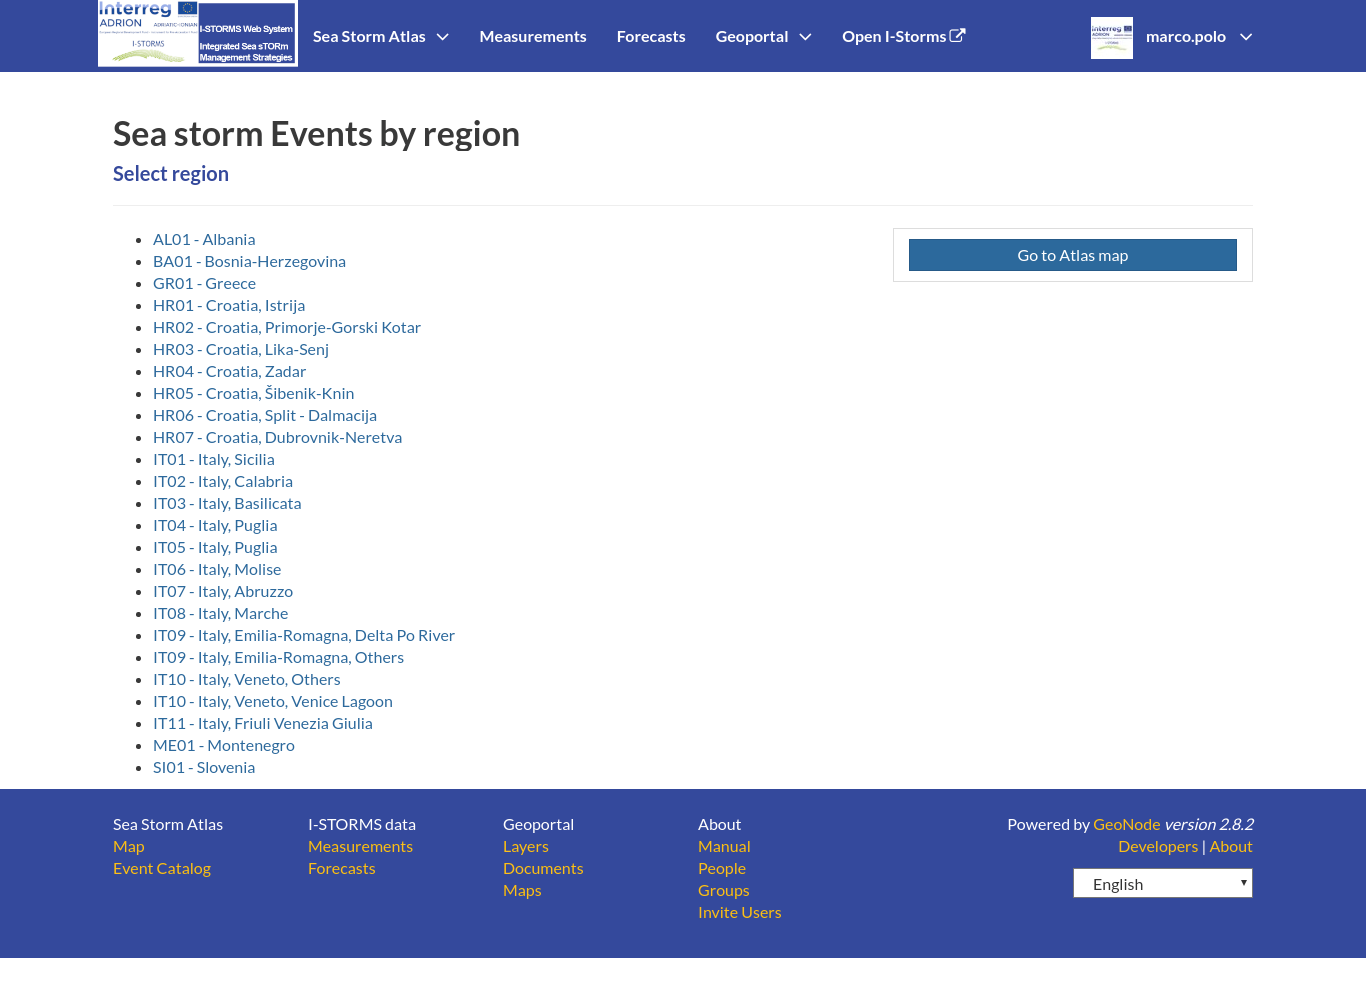 Interreg
ADRION ADRIATIC-IONIAN
I-STORMS
I-STORMS Web System
Integrated Sea sTORm
Management Strategies
Sea Storm Atlas
Measurements
Forecasts
Geoportal
Open I-Storms
marco.polo
Sea storm Events by region
Select region
AL01 - Albania
BA01 - Bosnia-Herzegovina
GR01 - Greece
HR01 - Croatia, Istrija
HR02 - Croatia, Primorje-Gorski Kotar
HR03 - Croatia, Lika-Senj
HR04 - Croatia, Zadar
HR05 - Croatia, Šibenik-Knin
HR06 - Croatia, Split - Dalmacija
HR07 - Croatia, Dubrovnik-Neretva
IT01 - Italy, Sicilia
IT02 - Italy, Calabria
IT03 - Italy, Basilicata
IT04 - Italy, Puglia
IT05 - Italy, Puglia
IT06 - Italy, Molise
IT07 - Italy, Abruzzo
IT08 - Italy, Marche
IT09 - Italy, Emilia-Romagna, Delta Po River
IT09 - Italy, Emilia-Romagna, Others
IT10 - Italy, Veneto, Others
IT10 - Italy, Veneto, Venice Lagoon
IT11 - Italy, Friuli Venezia Giulia
ME01 - Montenegro
SI01 - Slovenia
Go to Atlas map
Sea Storm Atlas
Map
Event Catalog
I-STORMS data
Measurements
Forecasts
Geoportal
Layers
Documents
Maps
About
Manual
People
Groups
Invite Users
Powered by GeoNode version 2.8.2
Developers | About
English